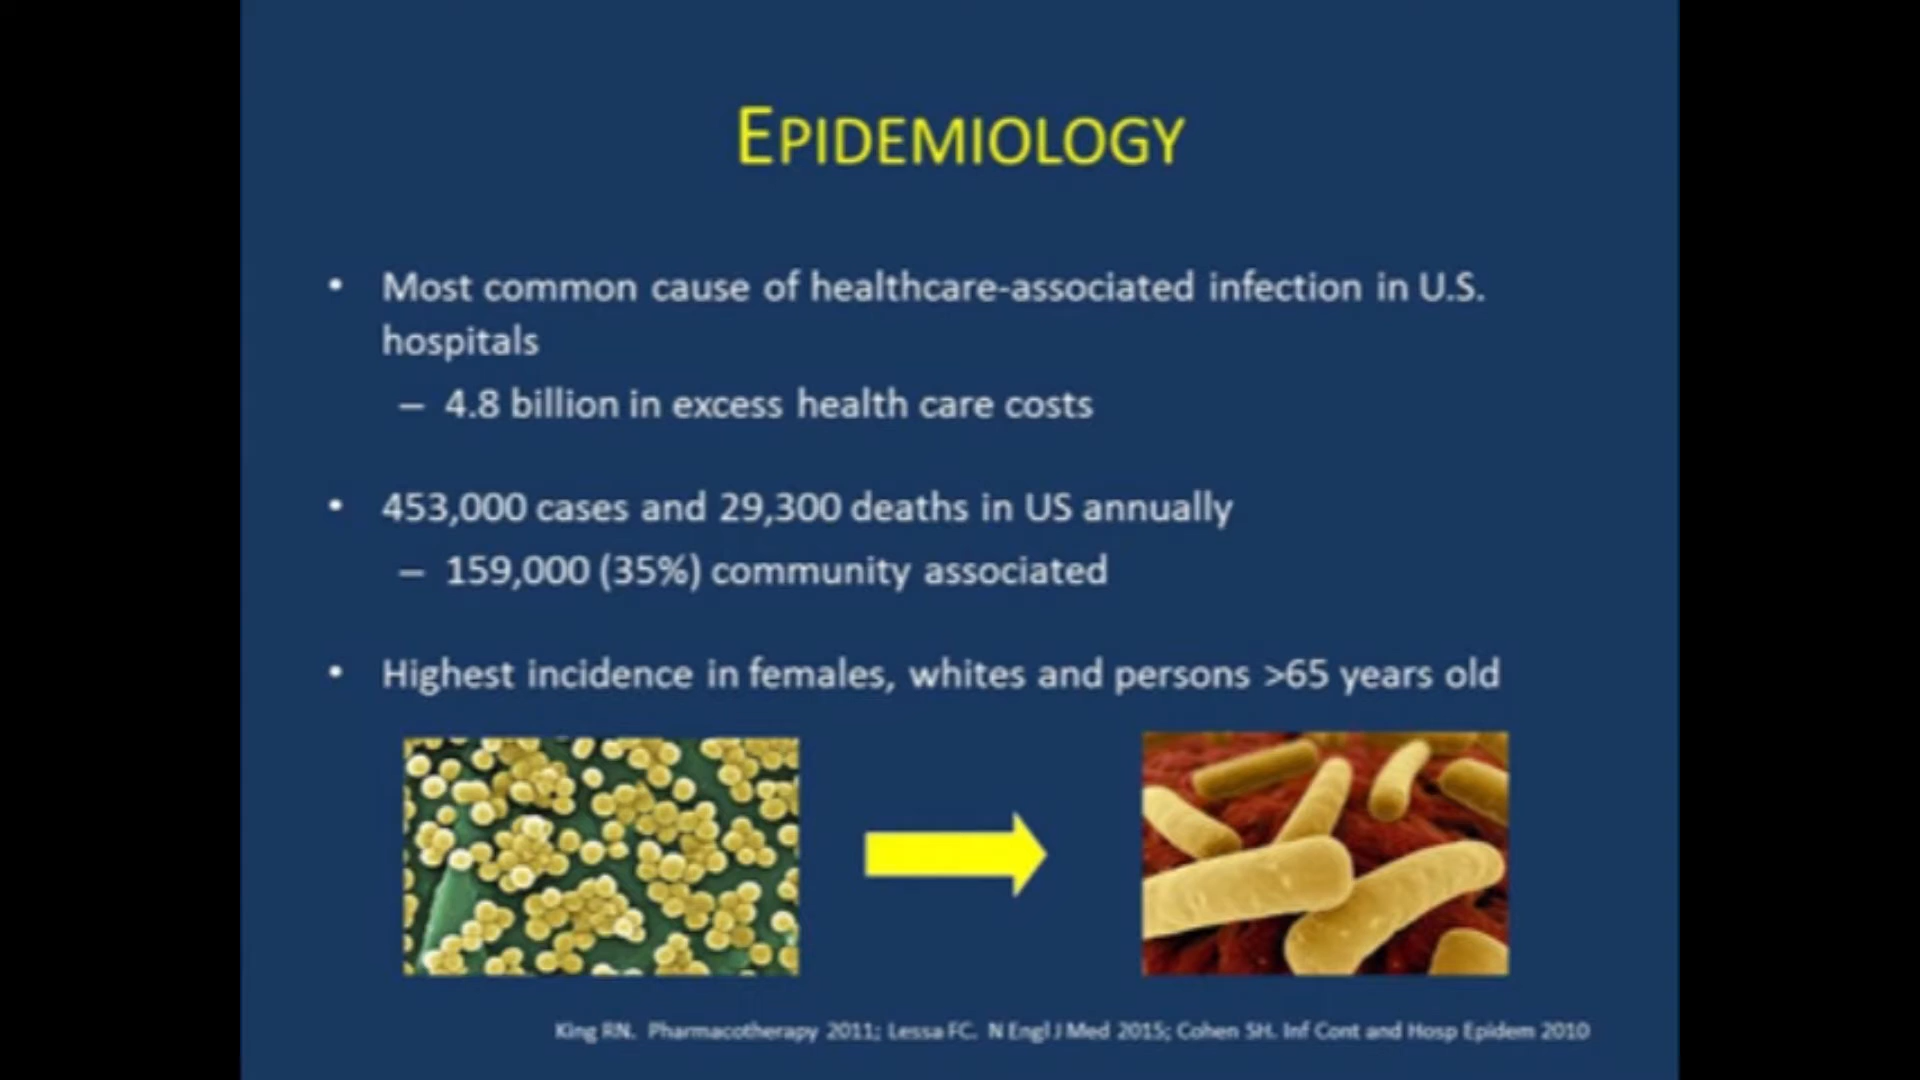 EPIDEMIOLOGY
• Most common cause of healthcare-associated infection in U.S.
hospitals
– 4.8 billion in excess health care costs
• 453,000 cases and 29,300 deaths in US annually
– 159,000 (35%) community associated
• Highest incidence in females, whites and persons >65 years old
King RN. Pharmacotherapy 2011; Lessa FC. N Engl J Med 2015; Cohen SH. Inf Cont and Hosp Epidem 2010